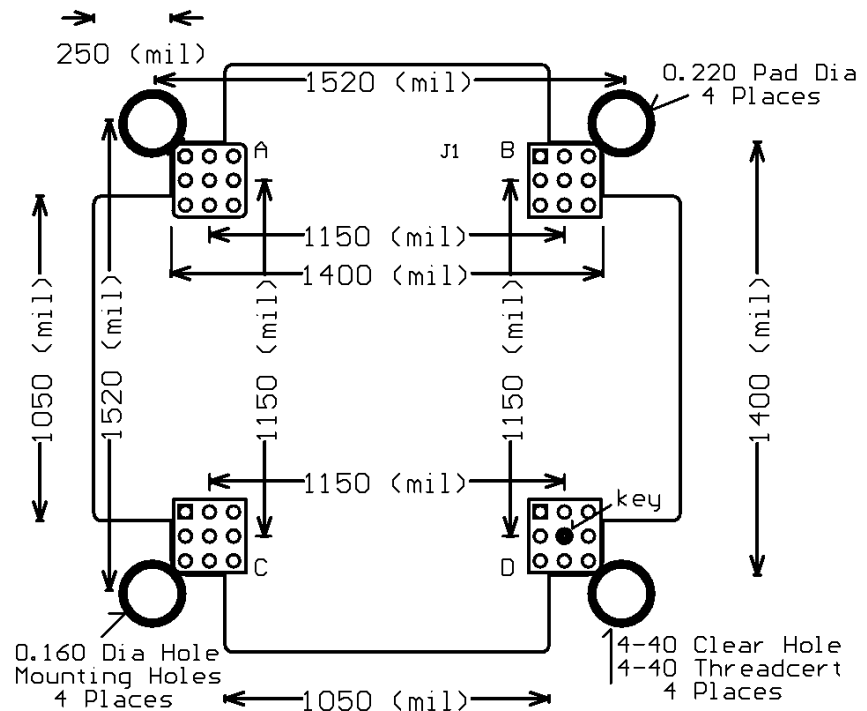 250 (mil)
1520 (mil)
0.220 Pad Dia
4 Places
A
J1
B
1150 (mil)
1400 (mil)
1050 (mil)
1520 (mil)
1150 (mil)
1150 (mil)
1400 (mil)
1150 (mil)
key
C
D
0.160 Dia Hole
Mounting Holes
4 Places
4-40 Clear Hole
4-40 Threadcert
4 Places
1050 (mil)